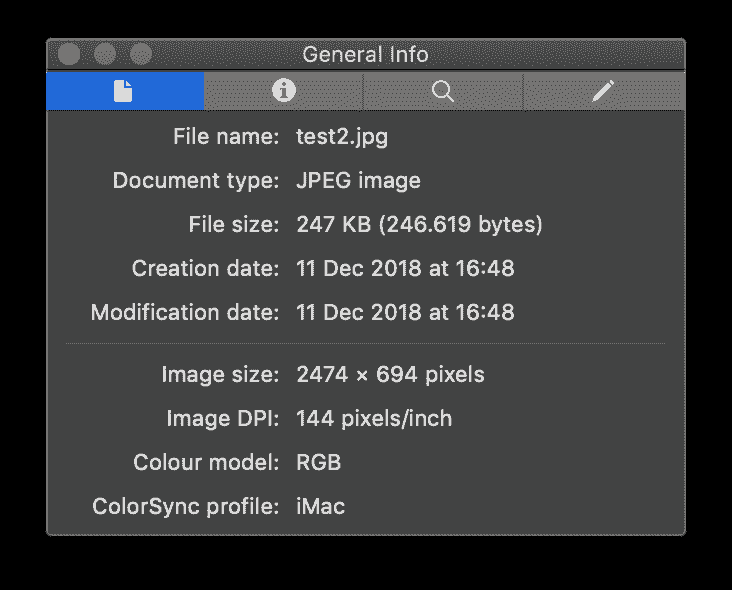 General Info
File name: test2.jpg
Document type: JPEG image
File size: 247 KB (246.619 bytes)
Creation date: 11 Dec 2018 at 16:48
Modification date: 11 Dec 2018 at 16:48
Image size: 2474 × 694 pixels
Image DPI: 144 pixels/inch
Colour model: RGB
ColorSync profile: iMac